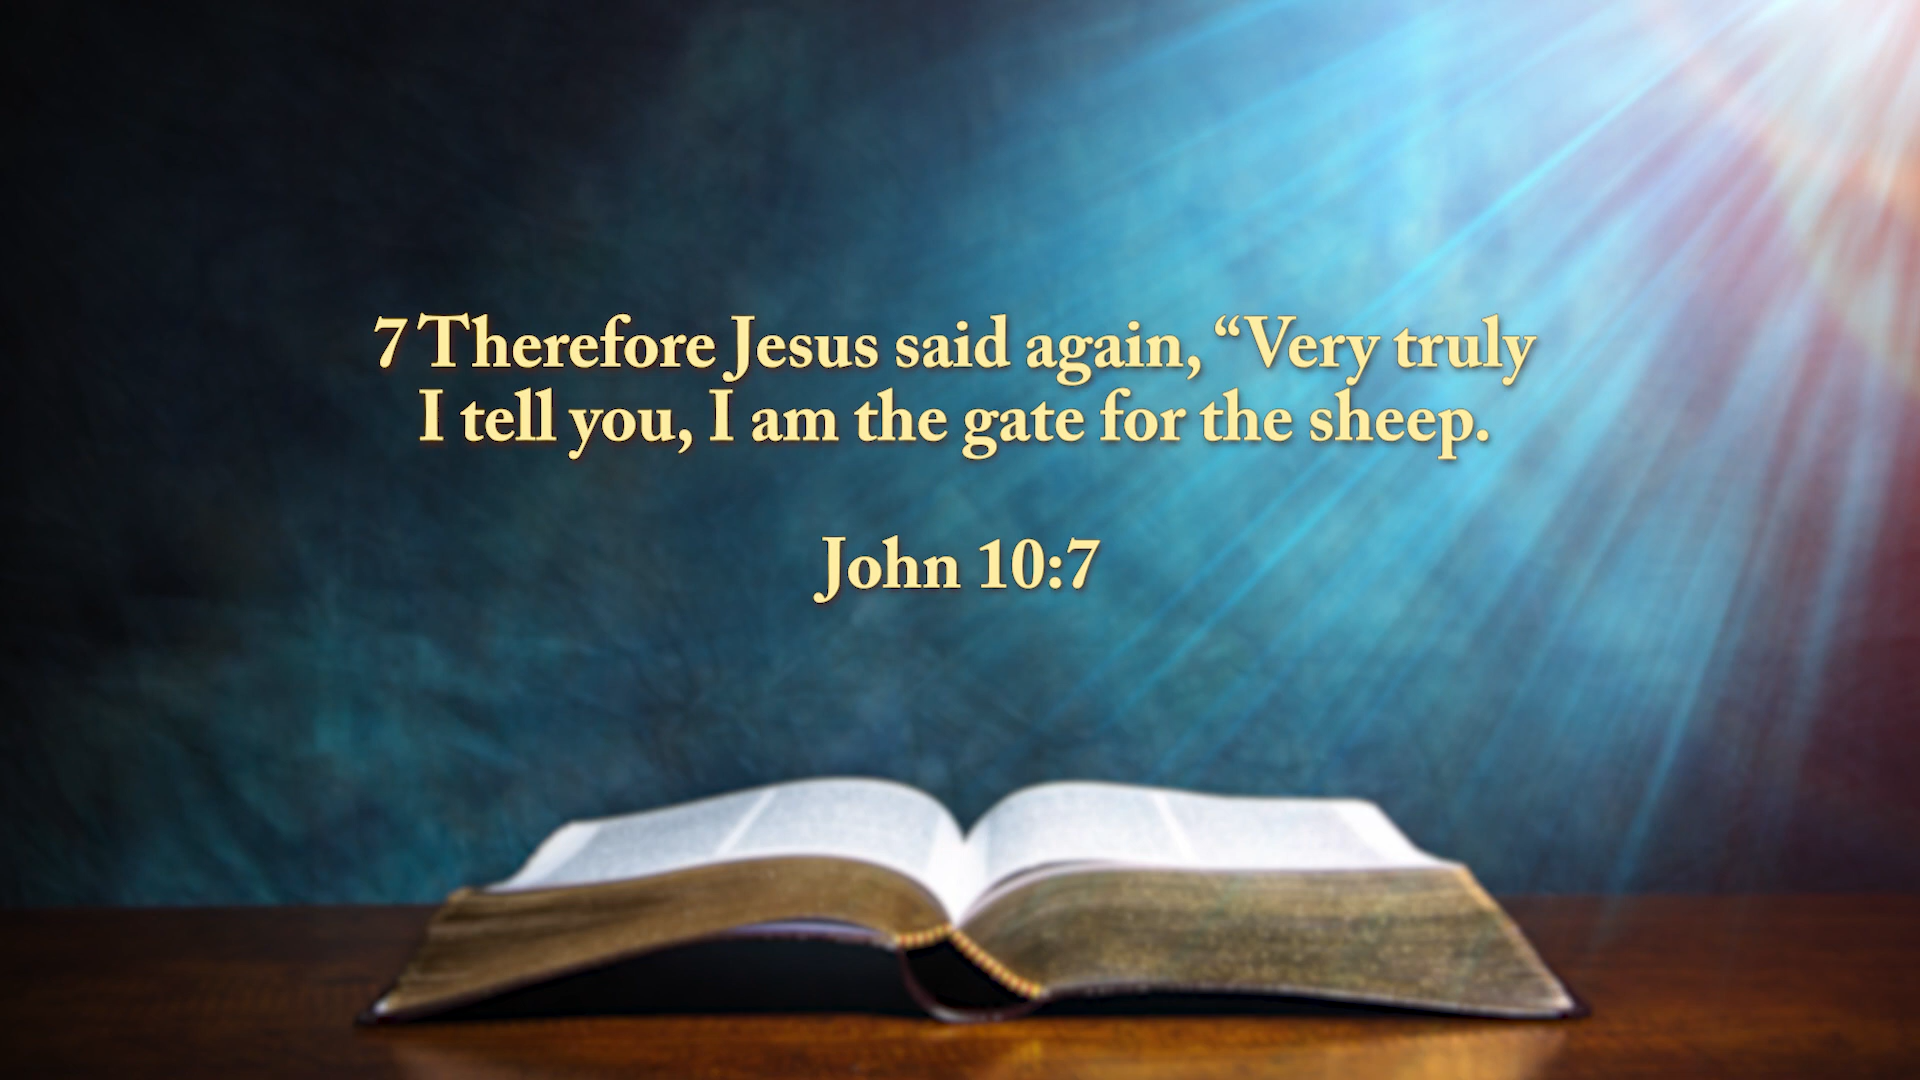 7 Therefore Jesus said again, “Very truly
I tell you, I am the gate for the sheep.
John 10:7